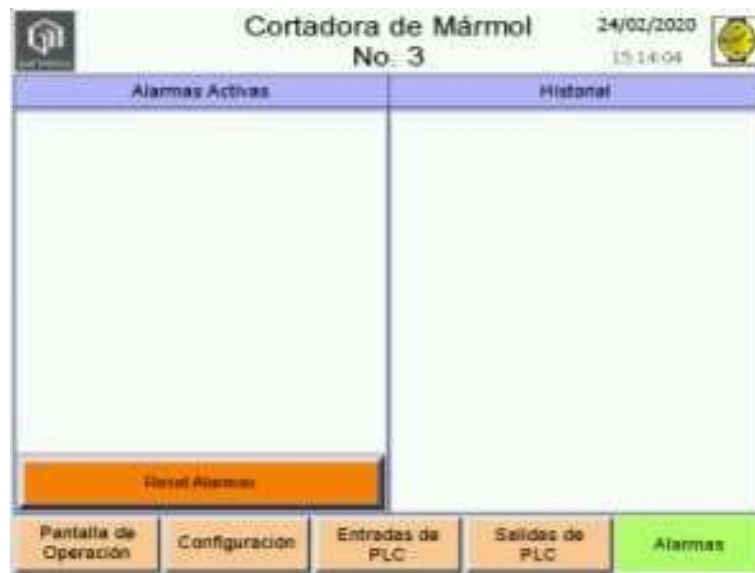 Cortadora de Mármol
No. 3
24/02/2020
15:14:04
Alarmas Activas
Historial
Reset Alarmas
Pantalla de
Operación
Configuración
Entradas de
PLC
Salidas de
PLC
Alarmas